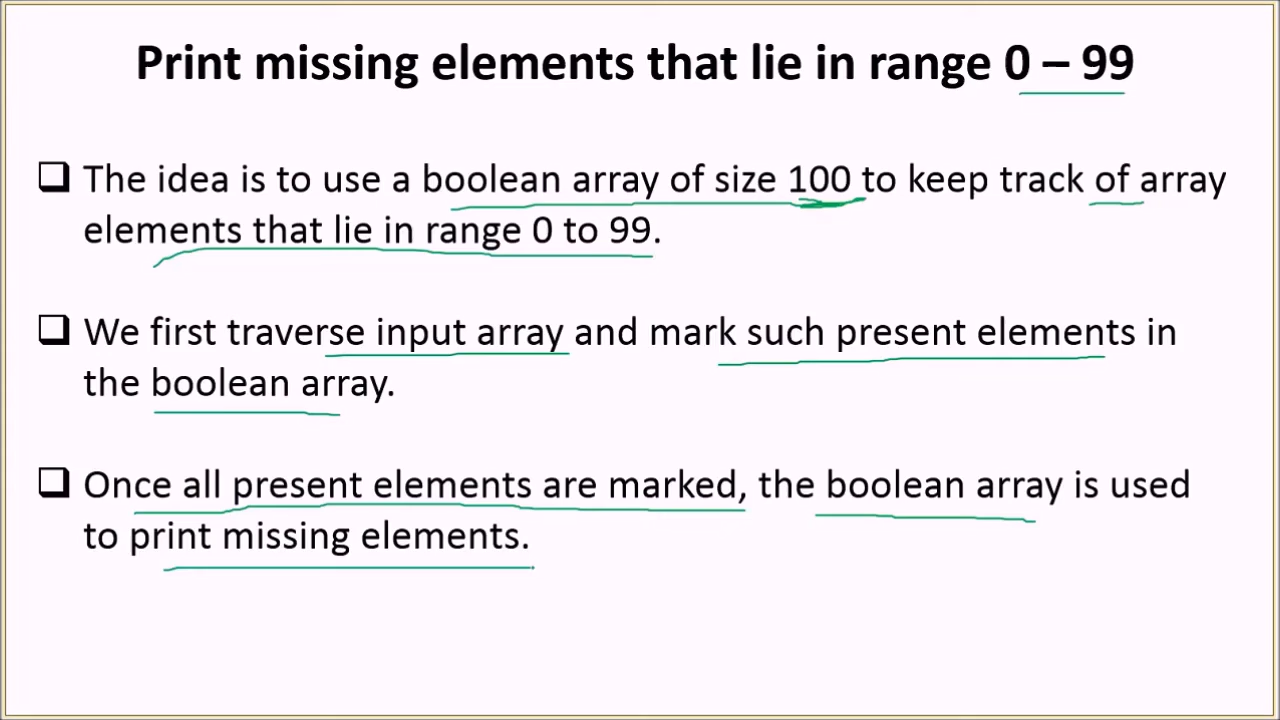 Print missing elements that lie in range 0 – 99
❑ The idea is to use a boolean array of size 100 to keep track of array
elements that lie in range 0 to 99.
❑ We first traverse input array and mark such present elements in
the boolean array.
❑ Once all present elements are marked, the boolean array is used
to print missing elements.